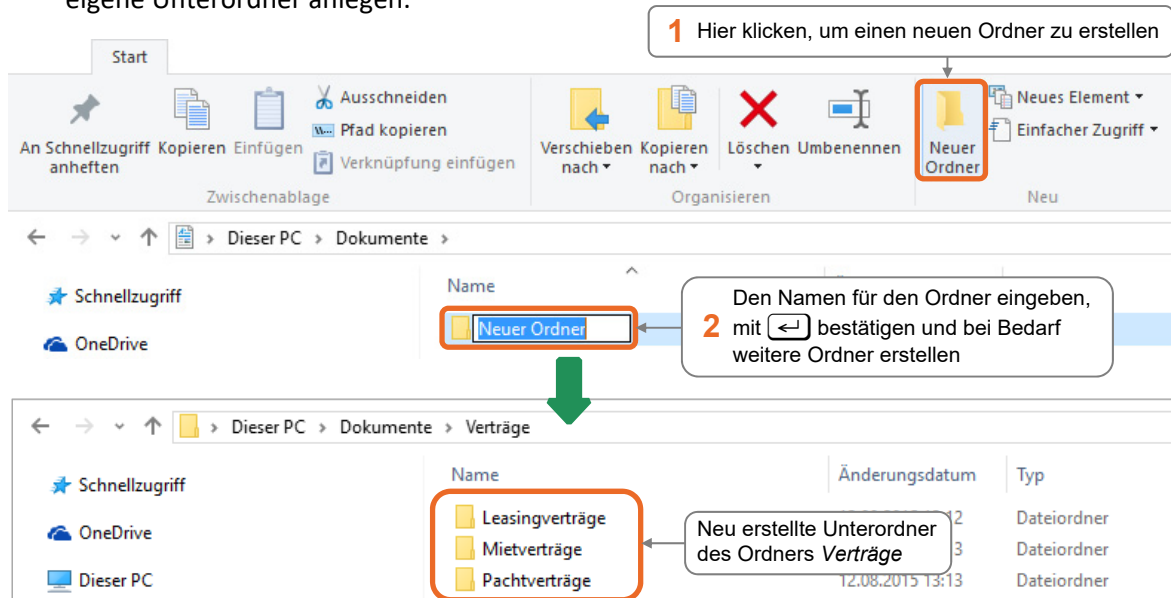 eigene Unterordner anlegen.
1 Hier klicken, um einen neuen Ordner zu erstellen
Start
An Schnellzugriff anheften
Kopieren
Einfügen
Ausschneiden
Pfad kopieren
Verknüpfung einfügen
Verschieben nach
Kopieren nach
Löschen
Umbenennen
Neuer Ordner
Neues Element
Einfacher Zugriff
Zwischenablage
Organisieren
Neu
Dieser PC > Dokumente >
Schnellzugriff
OneDrive
Name
Neuer Ordner
2 Den Namen für den Ordner eingeben,
mit bestätigen und bei Bedarf
weitere Ordner erstellen
> Dieser PC > Dokumente > Verträge
Schnellzugriff
OneDrive
Dieser PC
Name Änderungsdatum Typ
Leasingverträge 12 Dateiordner
Mietverträge 3 Dateiordner
Pachtverträge 12.08.2015 13:13 Dateiordner
Neu erstellte Unterordner
des Ordners Verträge